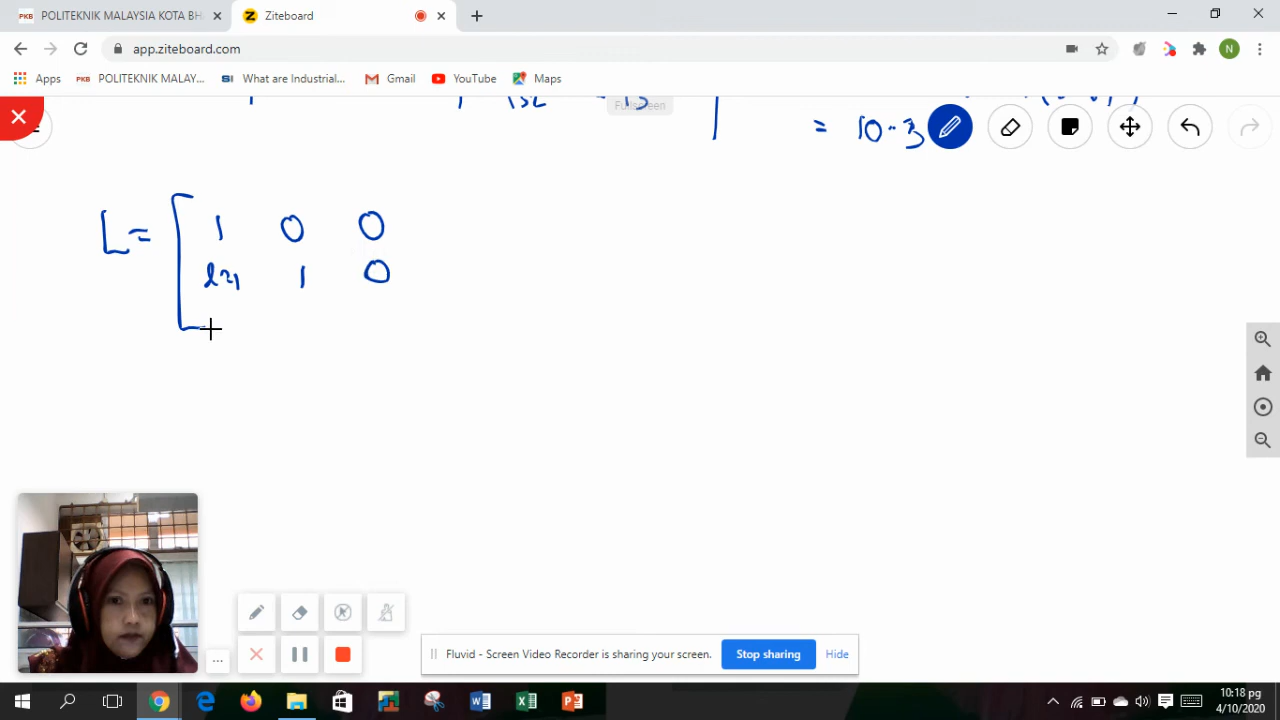 POLITEKNIK MALAYSIA KOTA BH
Ziteboard
app.ziteboard.com
N
Apps
POLITEKNIK MALAY...
What are Industrial...
Gmail
YouTube
Maps
Fullscreen
= 10-3
L= [ 1 0 0
l21 1 0
...
Fluvid - Screen Video Recorder is sharing your screen.
Stop sharing
Hide
10:18 pg
4/10/2020